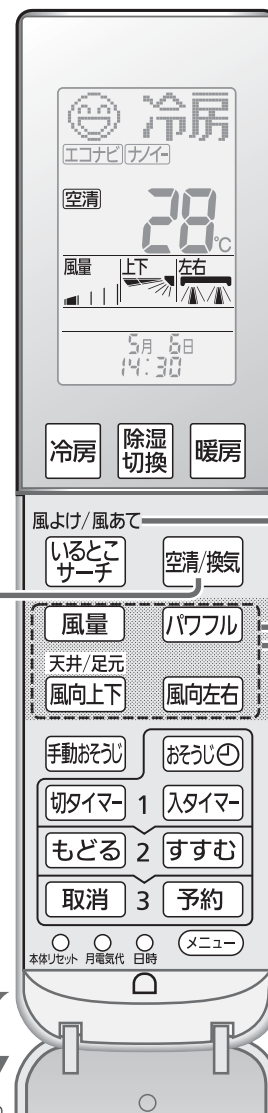 冷房
エコナビ ナノイー
空清
28℃
風量 上下 左右
5月 6日
14:30
冷房 除湿切換 暖房
風よけ/風あて
いるとこサーチ 空清/換気
風量 パワフル
天井/足元
風向上下 風向左右
手動おそうじ おそうじ
切タイマー 1 入タイマー
もどる 2 すすむ
取消 3 予約
メニュー
本体リセット 月電気代 日時